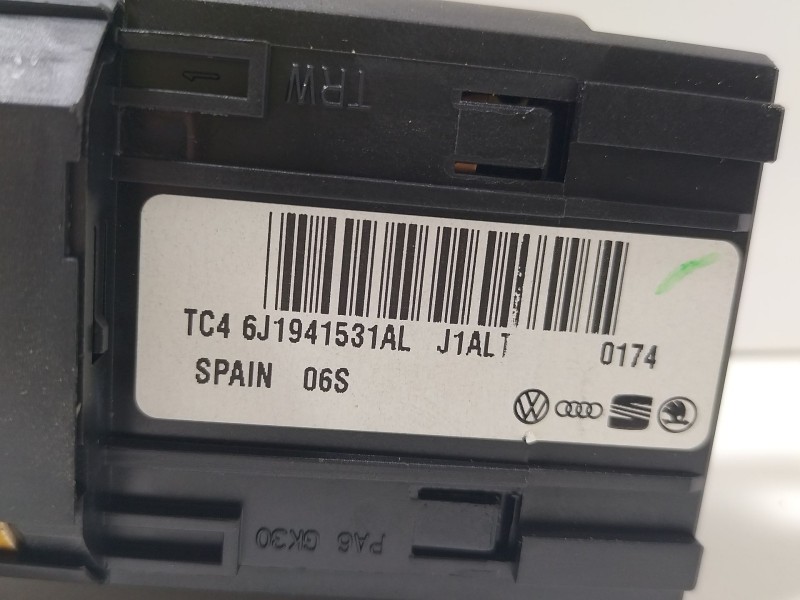 TRW
TC4 6J1941531AL J1ALT 0174
SPAIN 06S
PA6 GK30